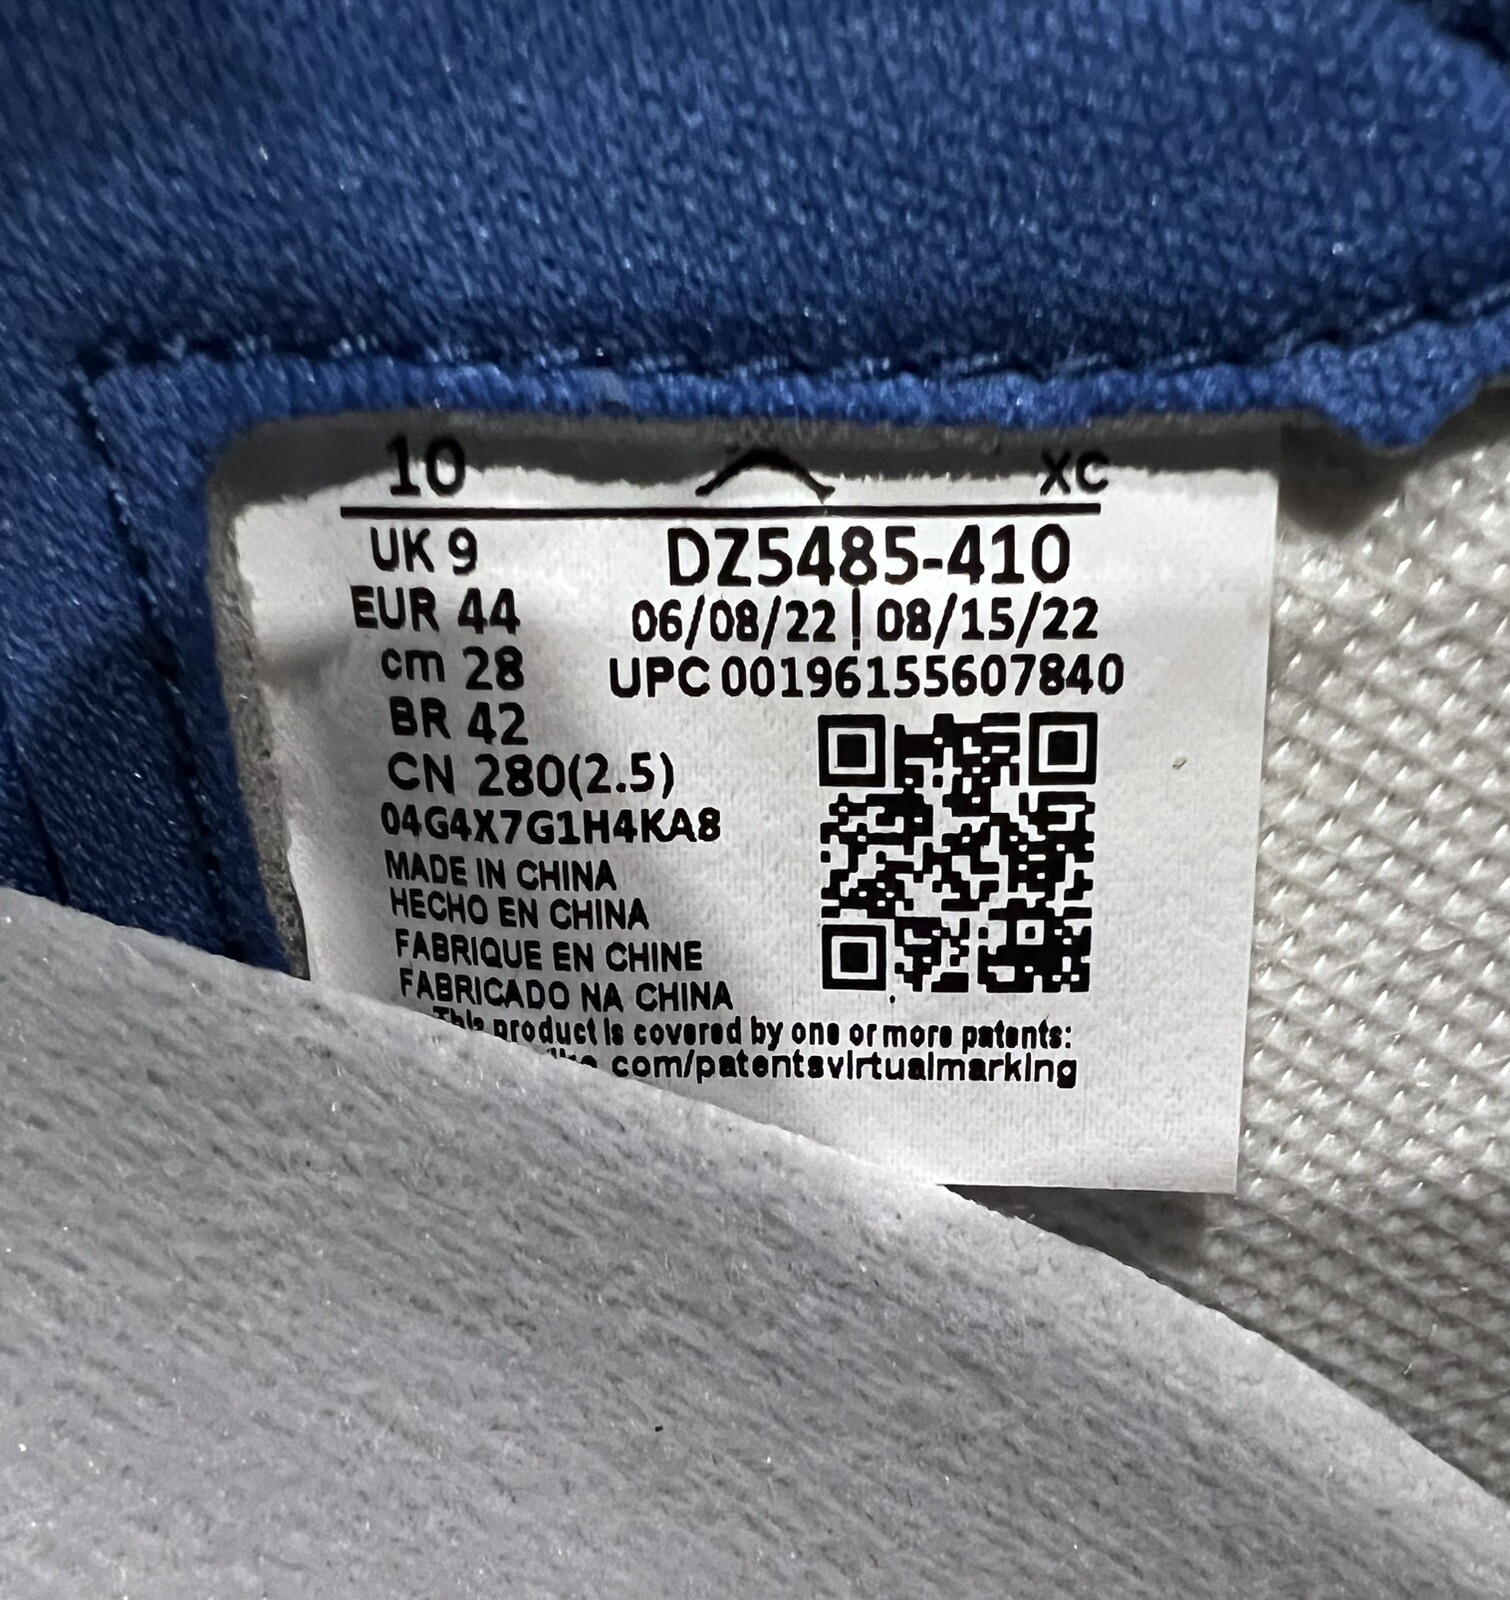 10 XC
UK 9 DZ5485-410
EUR 44 06/08/22 | 08/15/22
cm 28 UPC 00196155607840
BR 42
CN 280(2.5)
04G4X7G1H4KA8
MADE IN CHINA
HECHO EN CHINA
FABRIQUE EN CHINE
FABRICADO NA CHINA
This product is covered by one or more patents:
com/patentsvirtualmarking